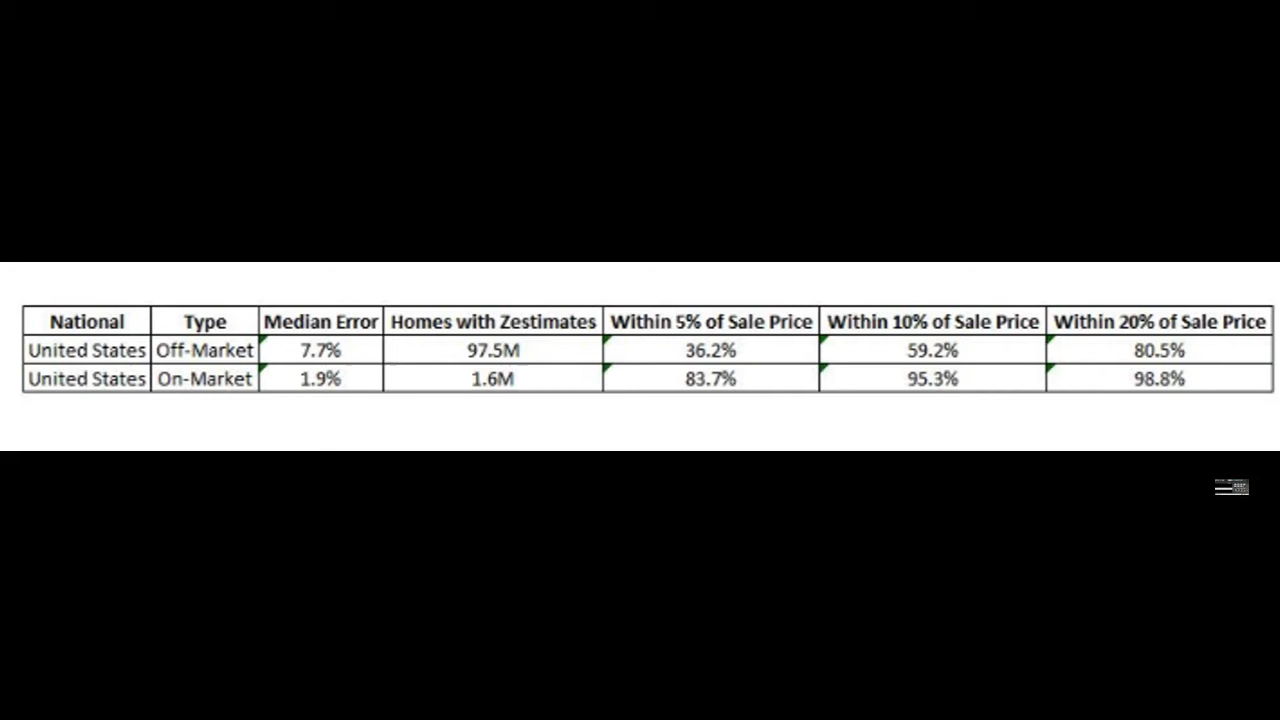 National Type Median Error Homes with Zestimates Within 5% of Sale Price Within 10% of Sale Price Within 20% of Sale Price
United States Off-Market 7.7% 97.5M 36.2% 59.2% 80.5%
United States On-Market 1.9% 1.6M 83.7% 95.3% 98.8%